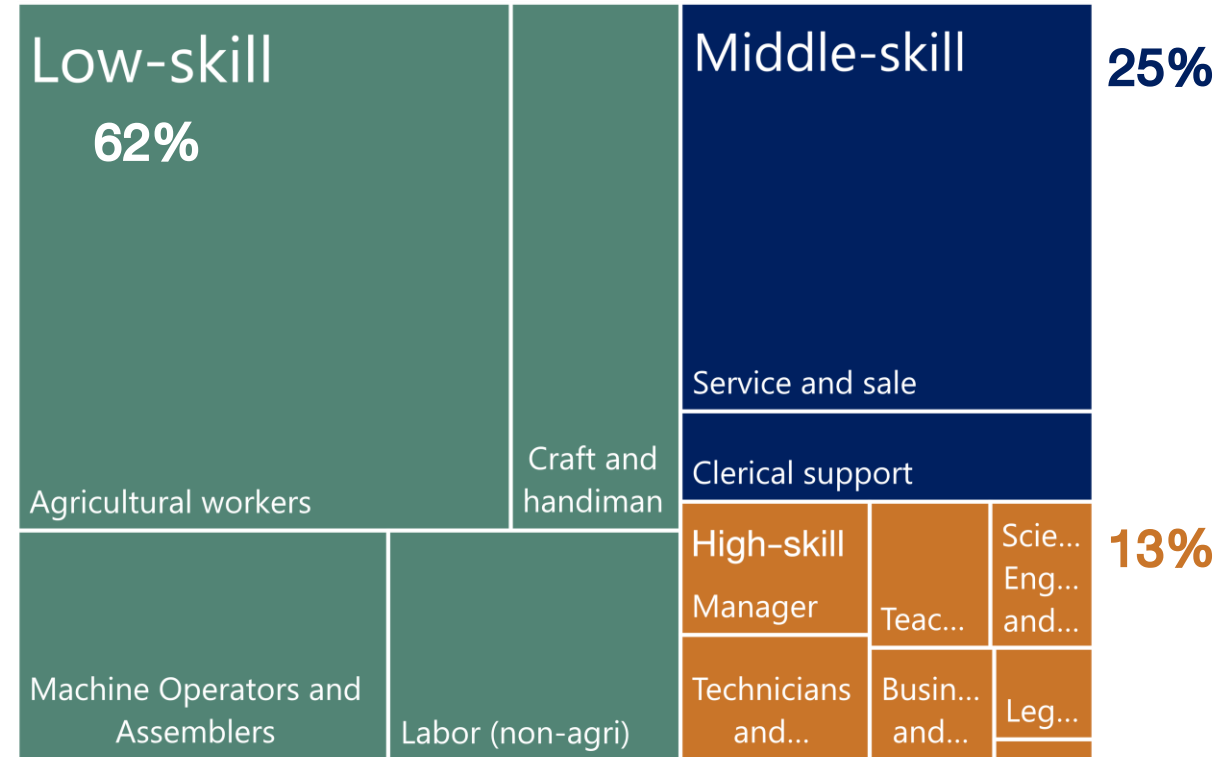 Low-skill
62%
Agricultural workers
Craft and
handiman
Machine Operators and
Assemblers
Labor (non-agri)
Middle-skill
25%
Service and sale
Clerical support
High-skill
13%
Manager
Teac...
Scie...
Eng...
and...
Technicians
and...
Busin...
and...
Leg...